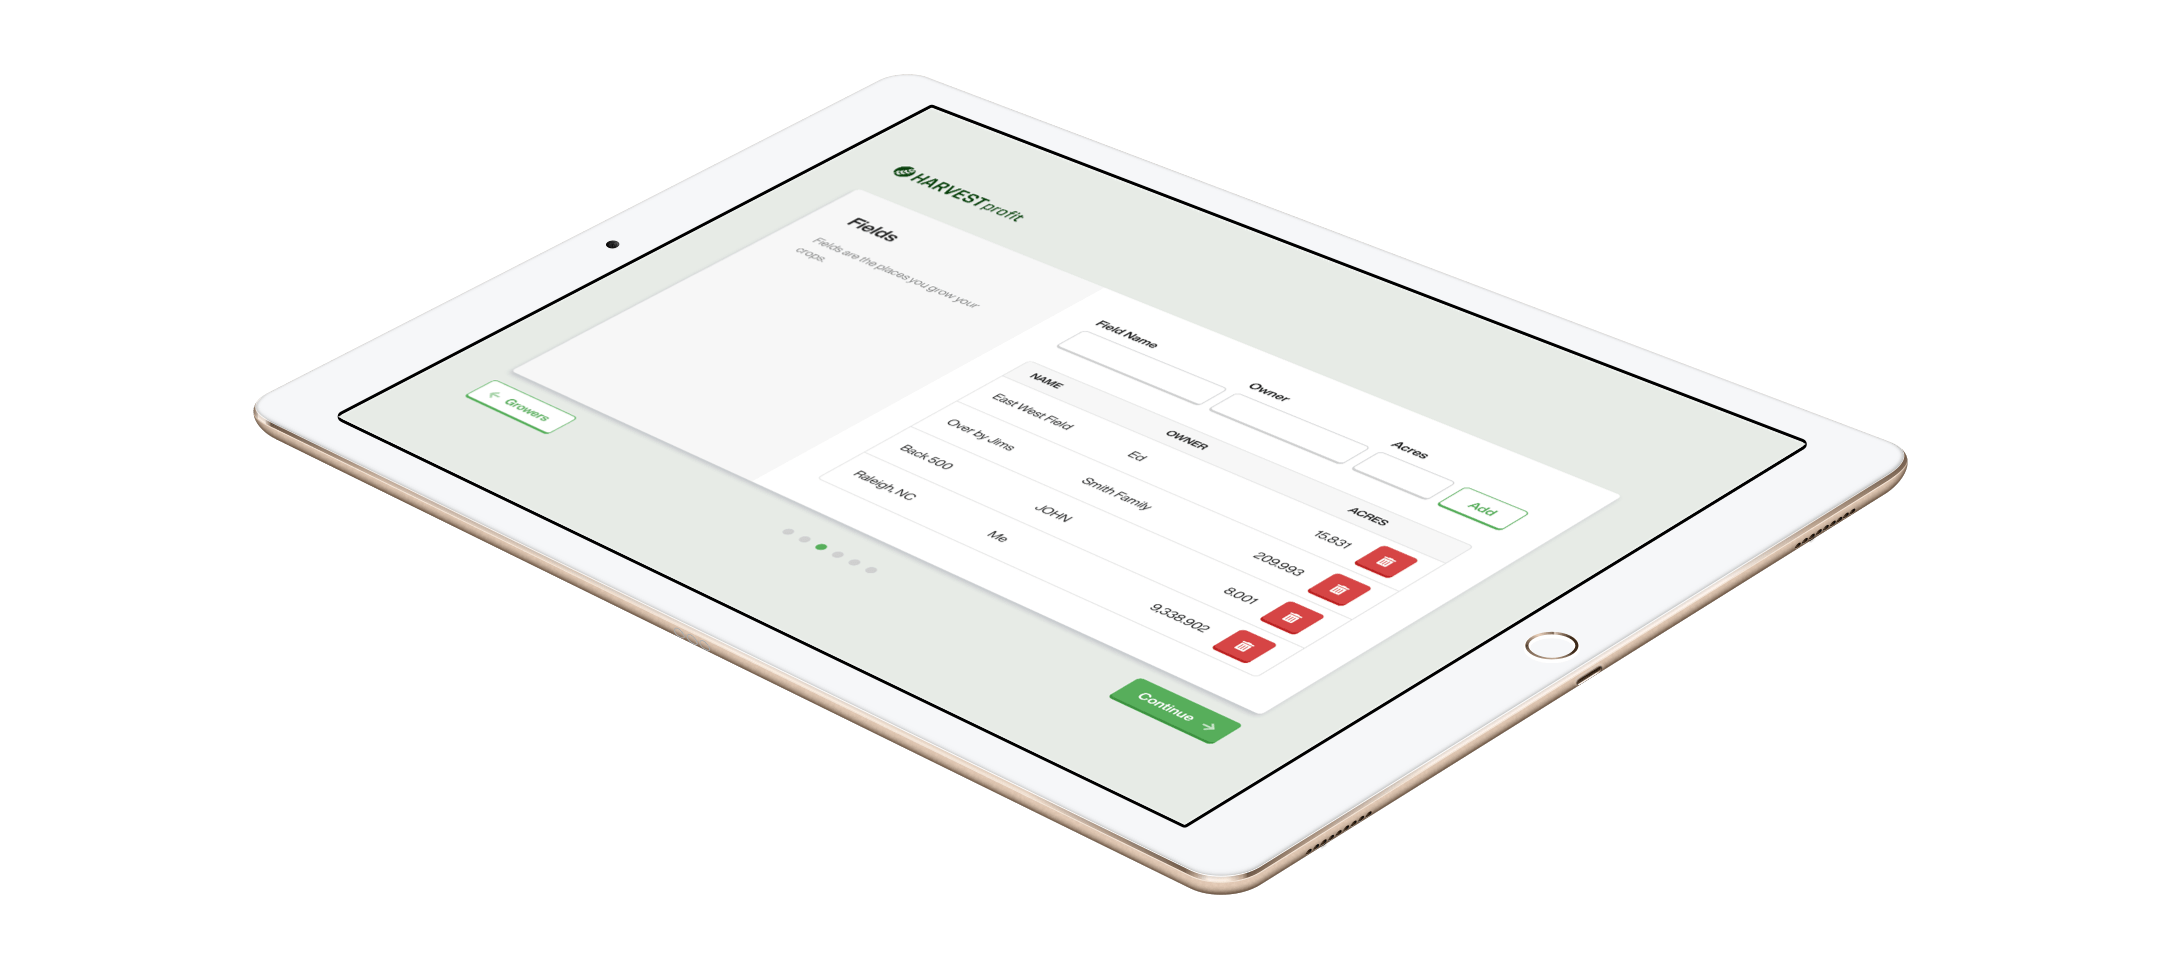 HARVEST profit
Fields
Fields are the places you grow your
crops.
Field Name
Owner
Acres
Add
NAME OWNER ACRES
East West Field Ed 15.831
Over by Jims Smith Family 209.993
Back 500 JOHN 8.001
Raleigh, NC Me 9,338.902
← Growers
Continue →